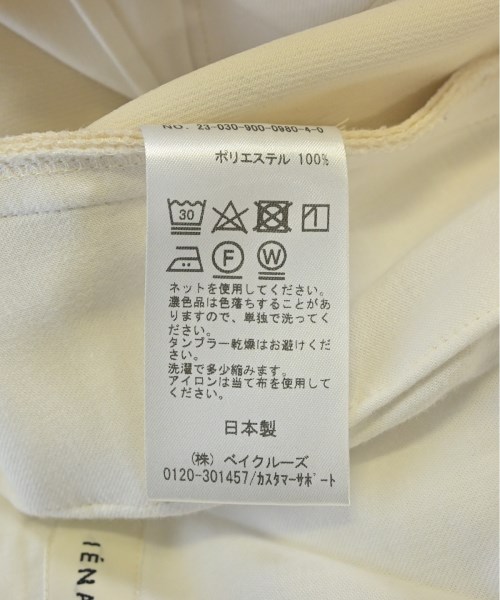 NO. 23-030-900-0980-4-0
ポリエステル 100%
30
F W
ネットを使用してください。
濃色品は色落ちすることがあ
りますので、単独で洗ってく
ださい。
タンブラー乾燥はお避けくだ
さい。
洗濯で多少縮みます。
アイロンは当て布を使用して
ください。
日本製
(株) ベイクルーズ
0120-301457/カスタマーサポート
IÉNA